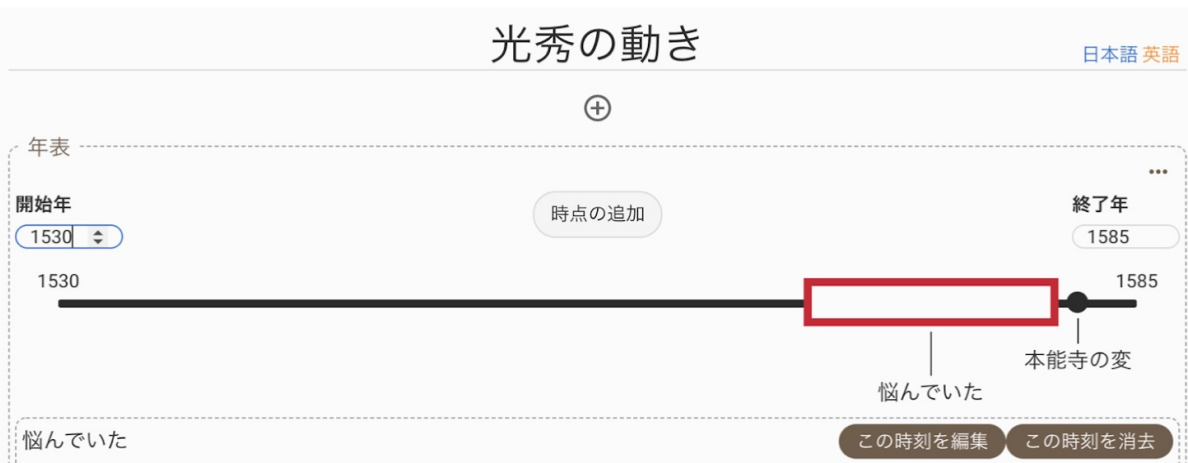 光秀の動き
日本語 英語
年表
開始年
時点の追加
終了年
1530
1585
1530
1585
本能寺の変
悩んでいた
悩んでいた
この時刻を編集
この時刻を消去